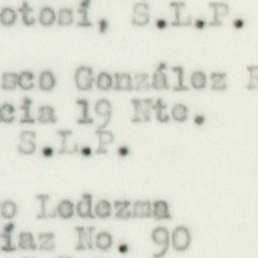 otosí, S.L.P.
sco González
cia 19 Nte.
S.L.P.
o Ledezma
íaz No. 90